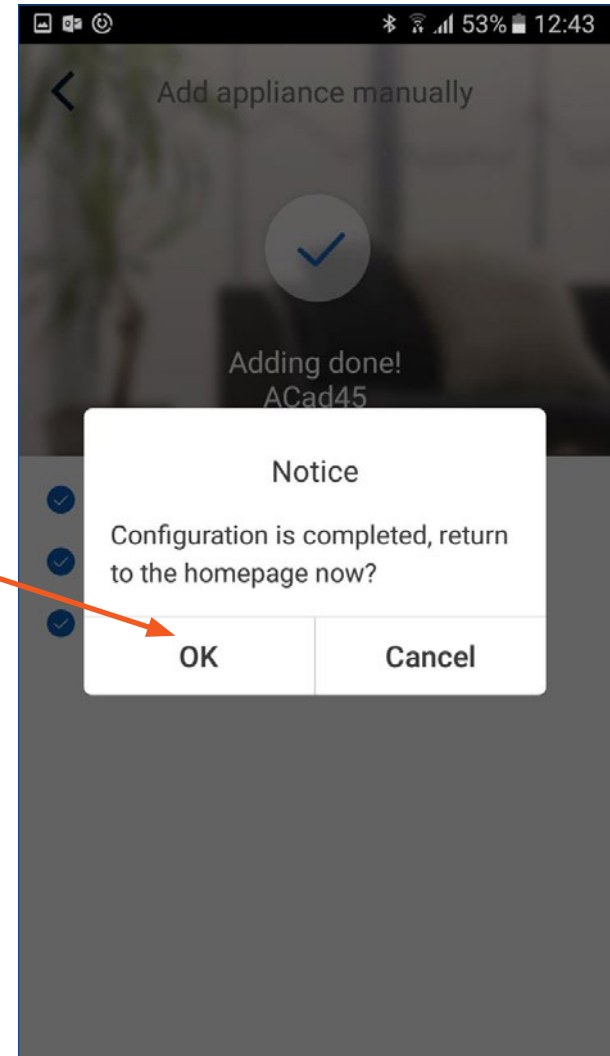 53% 12:43
Add appliance manually
Adding done!
ACad45
Notice
Configuration is completed, return
to the homepage now?
OK Cancel